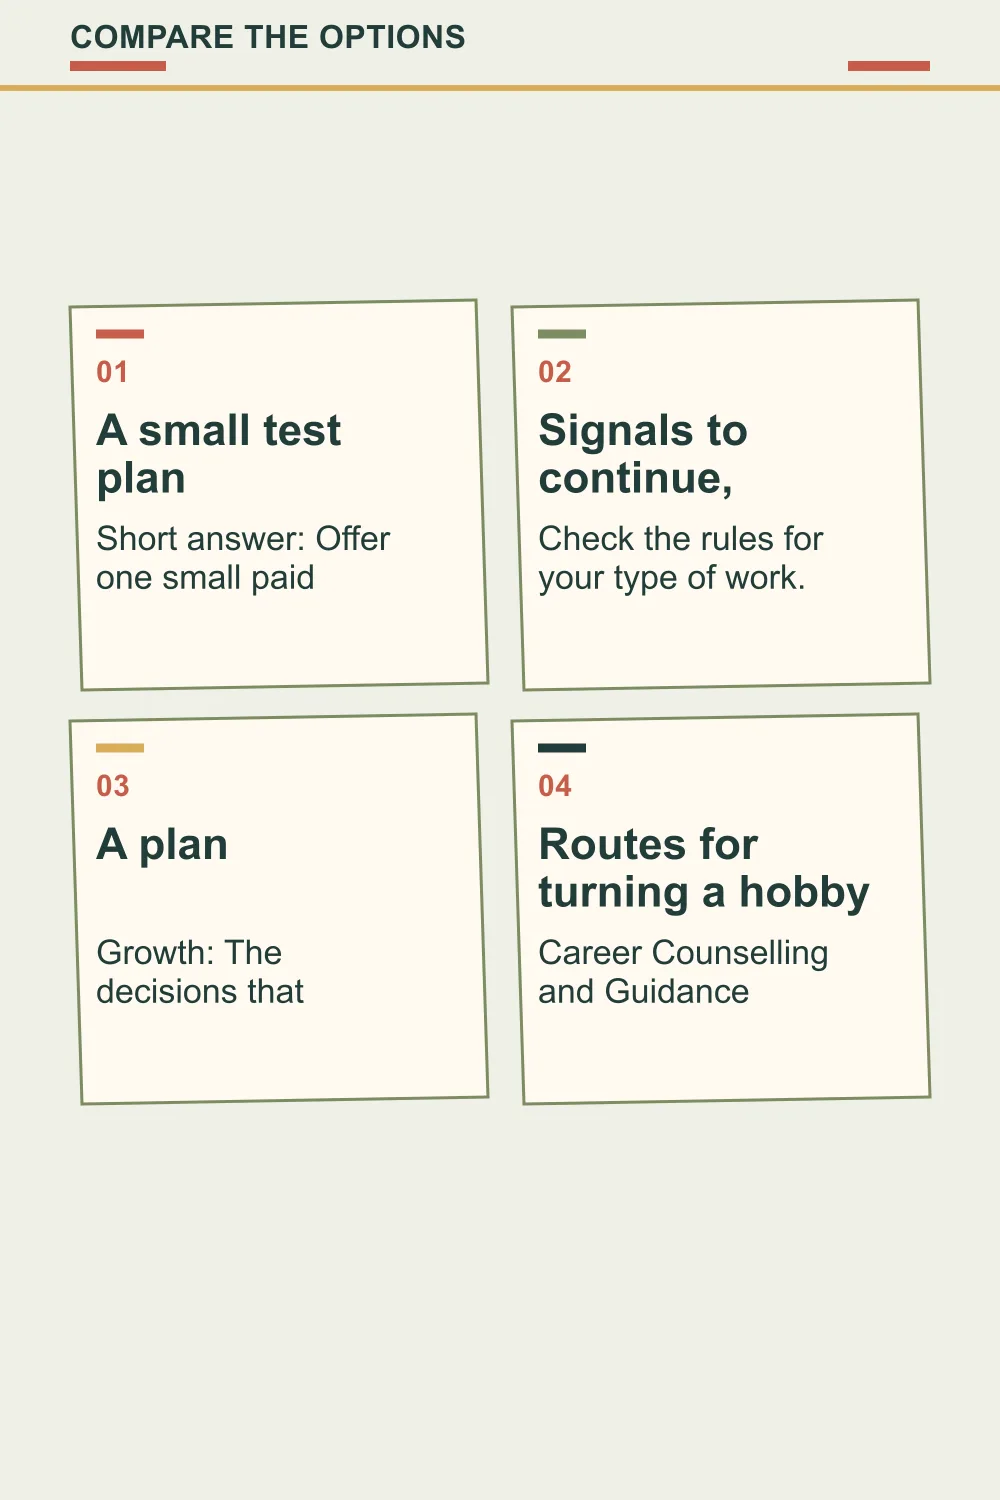 COMPARE THE OPTIONS
01
A small test
plan
Short answer: Offer
one small paid
02
Signals to
continue,
Check the rules for
your type of work.
03
A plan
Growth: The
decisions that
04
Routes for
turning a hobby
Career Counselling
and Guidance